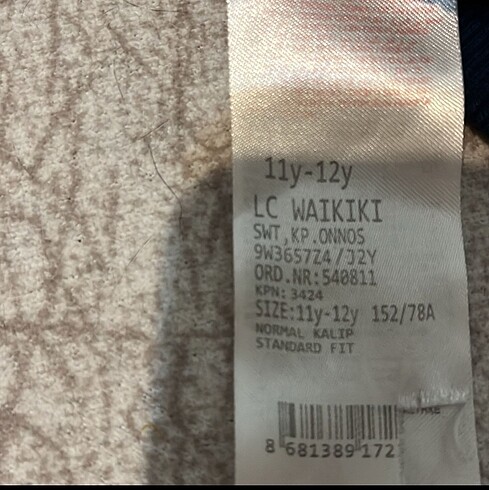 11y-12y
LC WAIKIKI
SWT,KP.ONNOS
9W3657Z4/J2Y
ORD.NR:540811
KPN: 3424
SIZE:11y-12y 152/78A
NORMAL KALIP
STANDARD FIT
8 681389 172